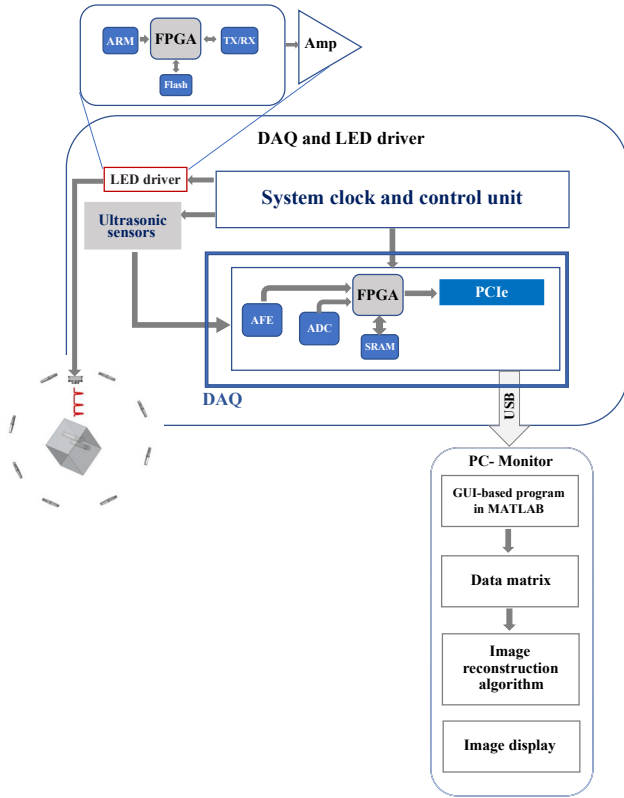 ARM
FPGA
TX/RX
Flash
Amp
DAQ and LED driver
LED driver
System clock and control unit
Ultrasonic
sensors
AFE
ADC
FPGA
SRAM
PCIe
DAQ
USB
PC- Monitor
GUI-based program
in MATLAB
Data matrix
Image
reconstruction
algorithm
Image display